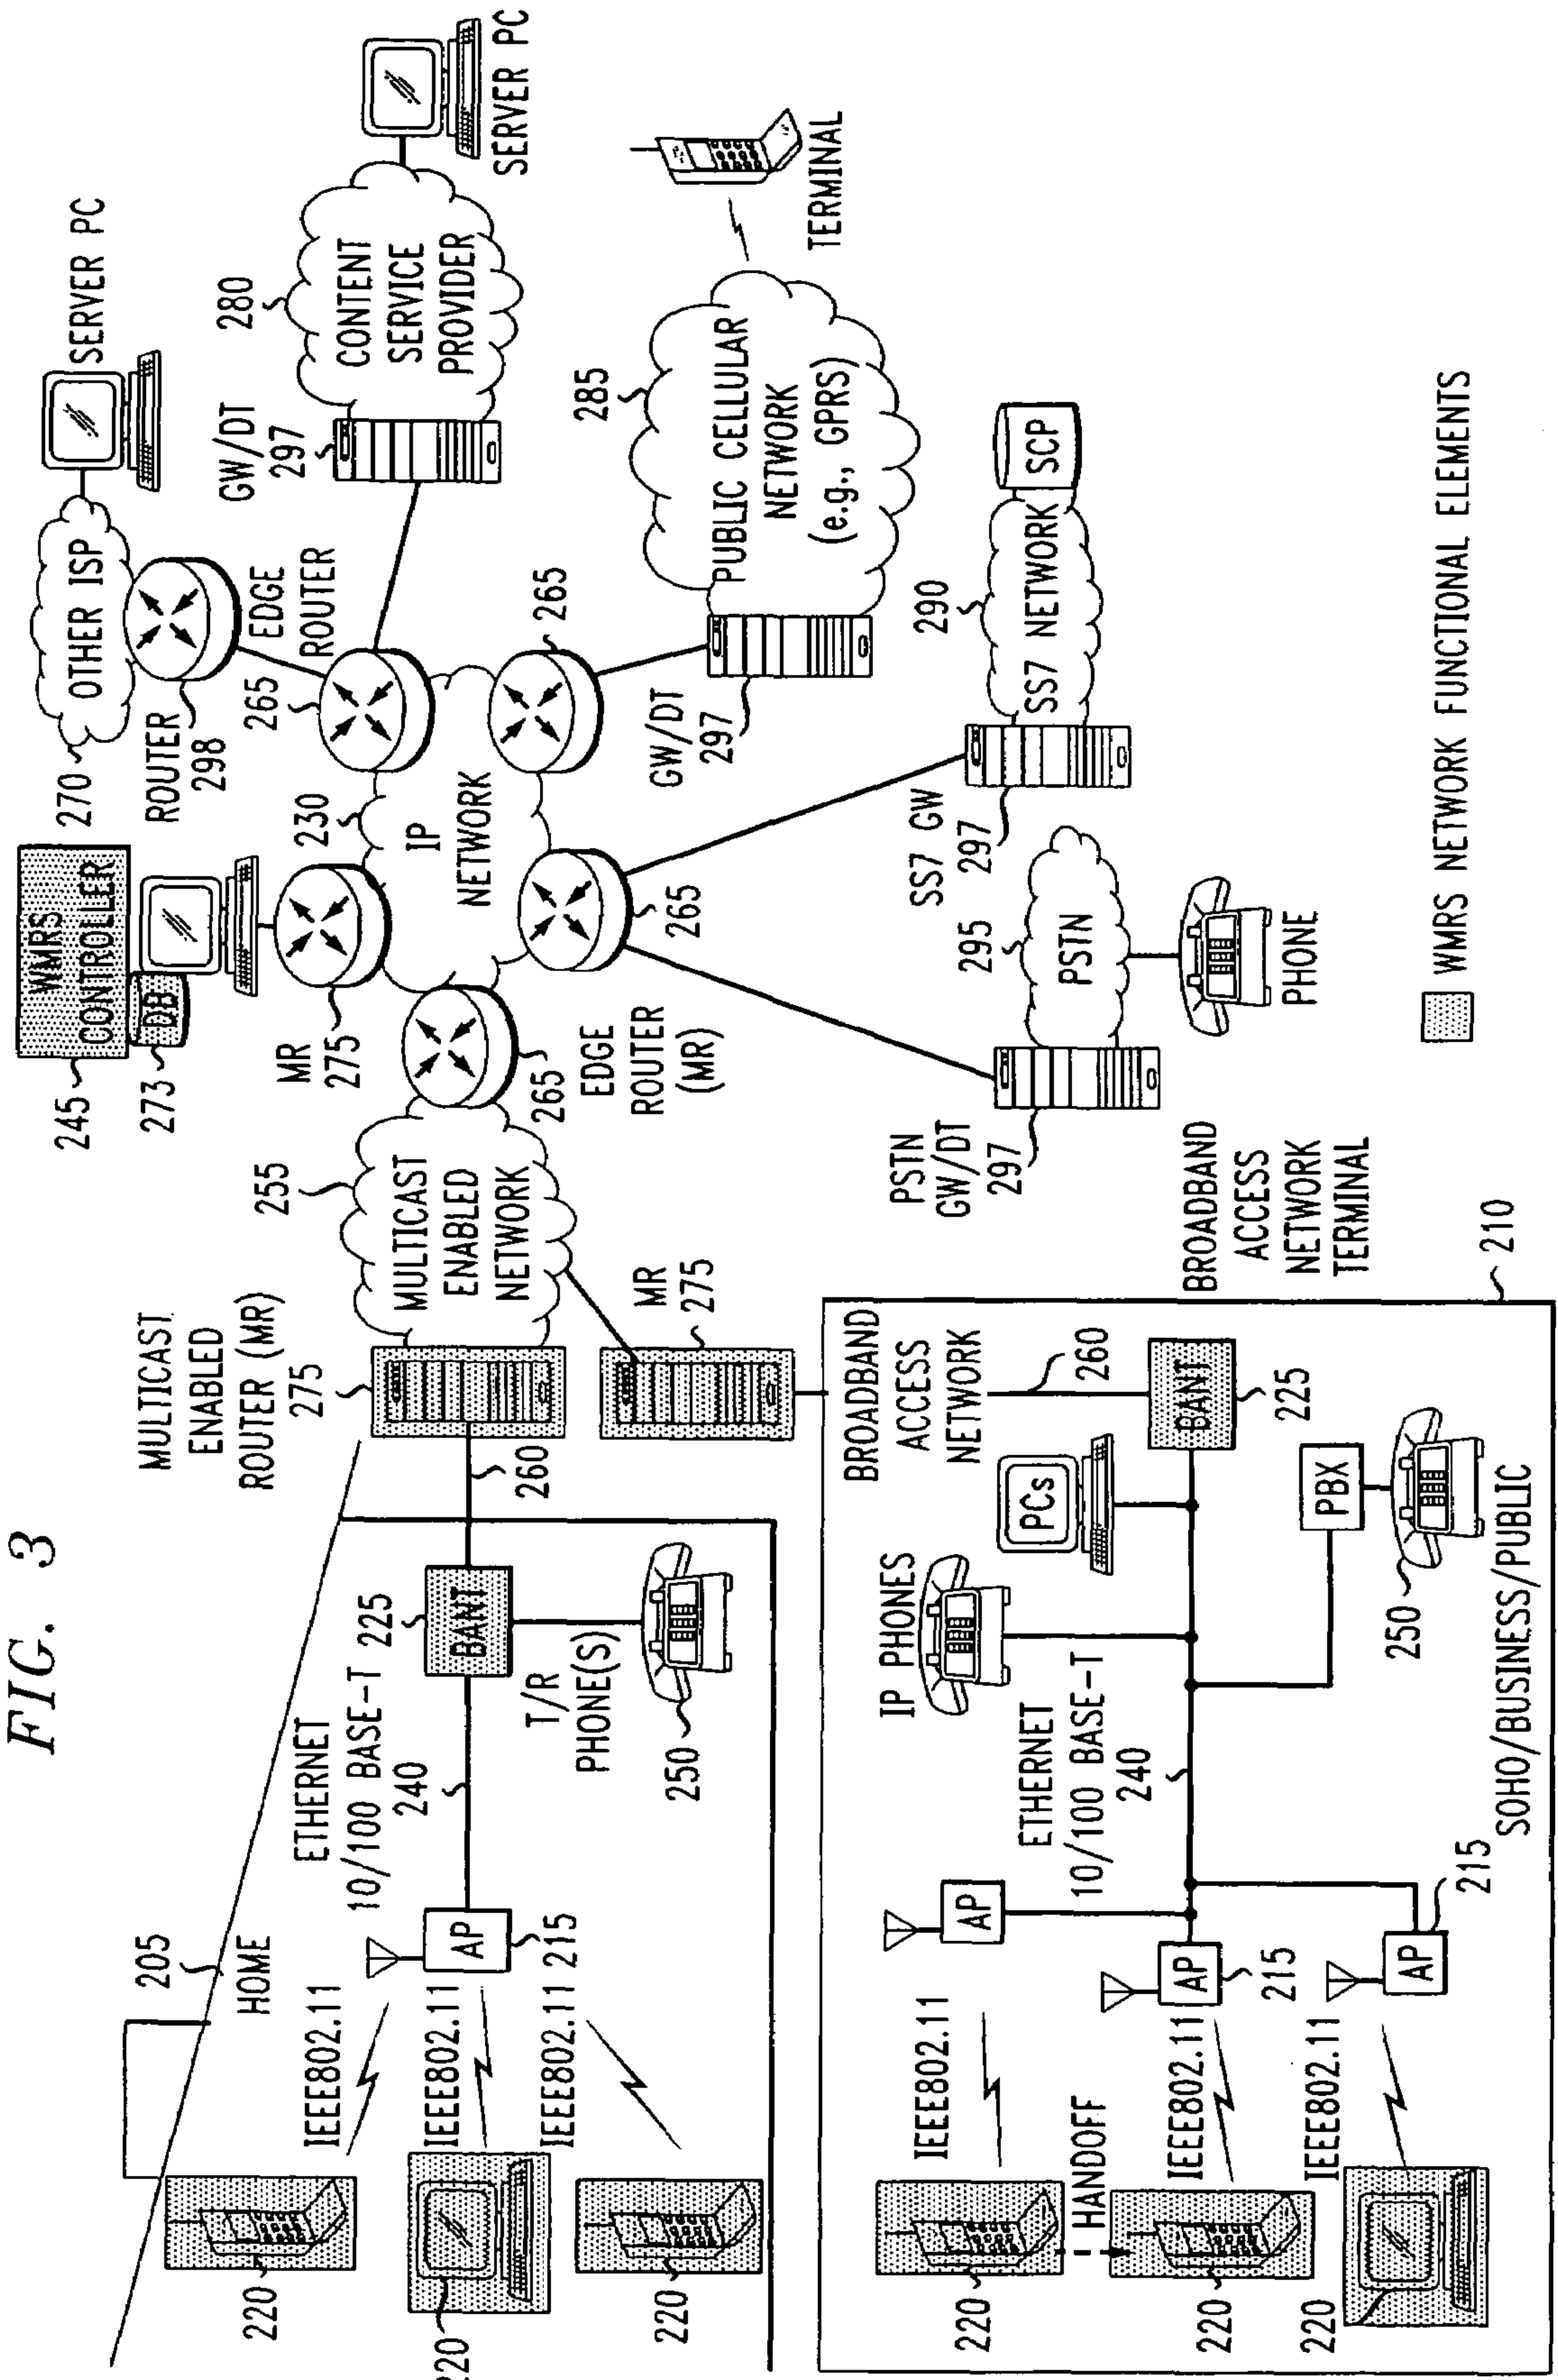 FIG. 3
205
HOME
220
220
220
IEEE802.11
IEEE802.11
IEEE802.11
AP
215
ETHERNET
10/100 BASE-T
240
225
BANT
T/R
PHONE(S)
250
260
MULTICAST
ENABLED
ROUTER (MR)
275
MR
275
255
MULTICAST
ENABLED
NETWORK
265
EDGE
ROUTER
(MR)
245
WMRS
CONTROLLER
273
DB
MR
275
230
IP
NETWORK
270
OTHER ISP
SERVER PC
ROUTER
298
265
EDGE
ROUTER
GW/DT
297
280
CONTENT
SERVICE
PROVIDER
SERVER PC
265
GW/DT
297
285
PUBLIC CELLULAR
NETWORK
(e.g., GPRS)
TERMINAL
265
SS7 GW
297
290
SS7 NETWORK
SCP
PSTN
GW/DT
297
295
PSTN
PHONE
BROADBAND
ACCESS
NETWORK
TERMINAL
210
BROADBAND
ACCESS
NETWORK
260
BANT
225
PCs
IP PHONES
PBX
250
ETHERNET
10/100 BASE-T
240
AP
AP
215
AP
215
IEEE802.11
IEEE802.11
IEEE802.11
HANDOFF
220
220
220
SOHO/BUSINESS/PUBLIC
WMRS NETWORK FUNCTIONAL ELEMENTS